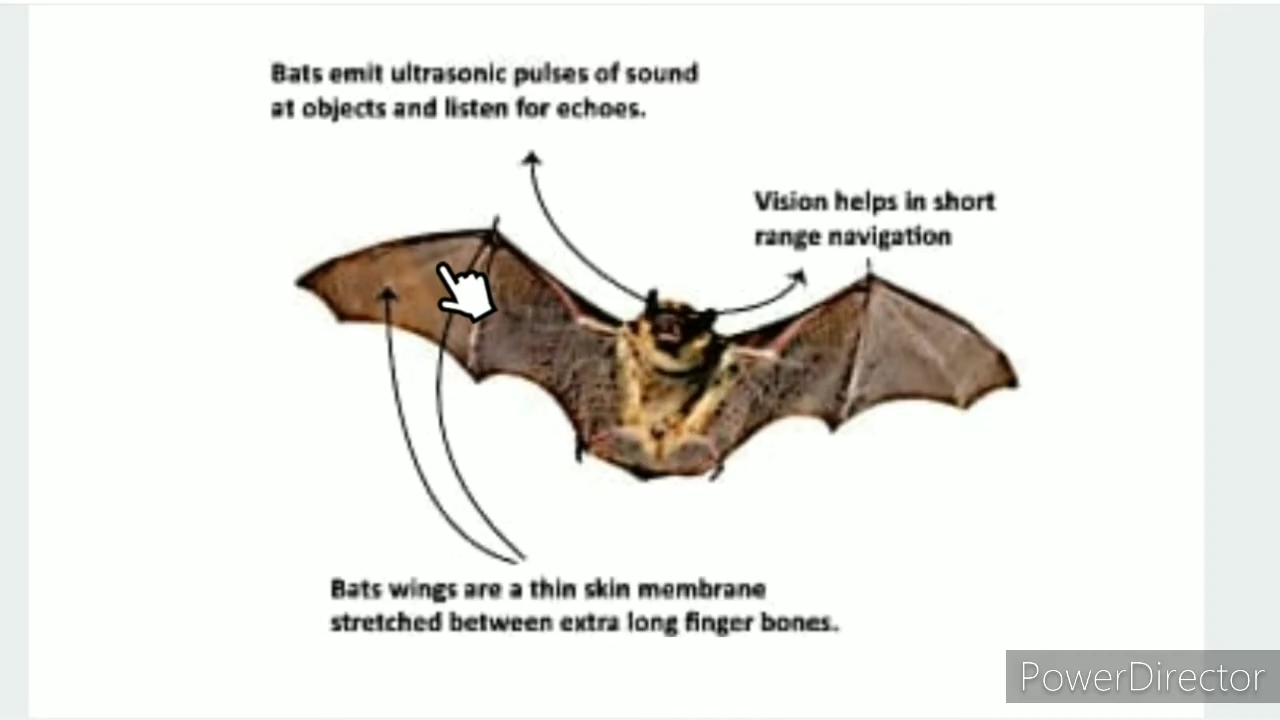 Bats emit ultrasonic pulses of sound
at objects and listen for echoes.
Vision helps in short
range navigation
Bats wings are a thin skin membrane
stretched between extra long finger bones.
PowerDirector